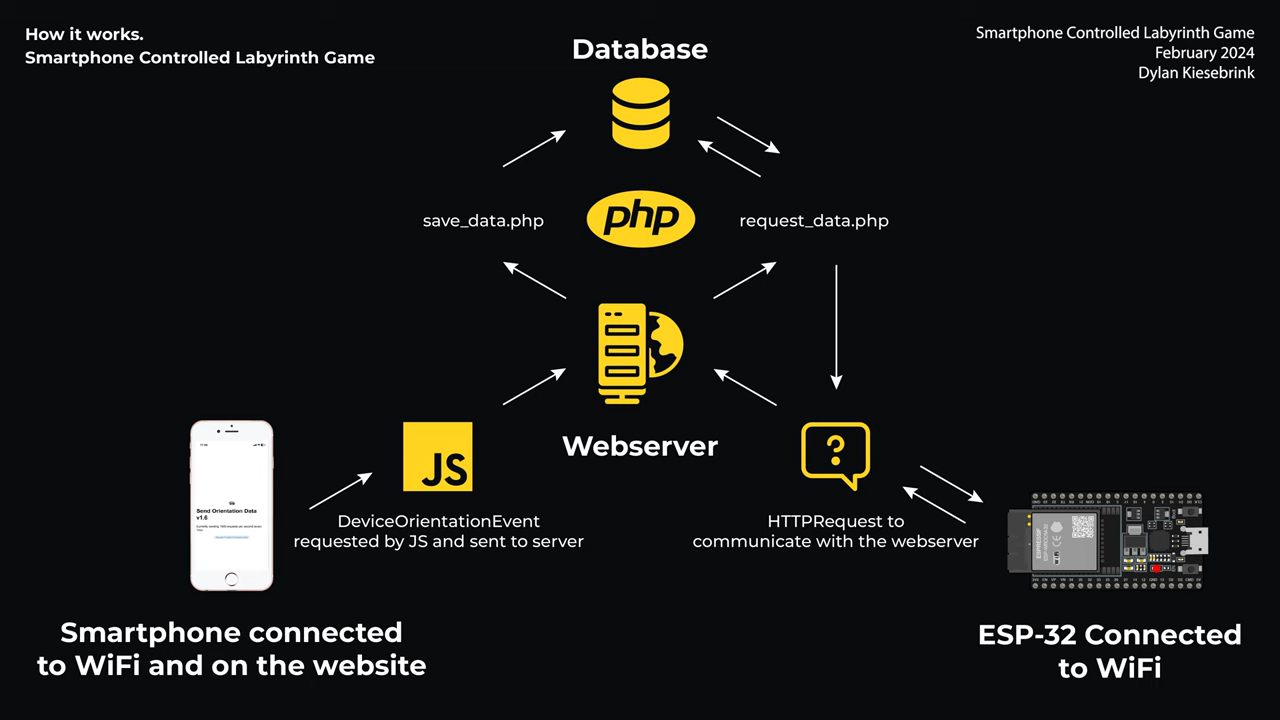 How it works.
Smartphone Controlled Labyrinth Game
Smartphone Controlled Labyrinth Game
February 2024
Dylan Kiesebrink
Database
save_data.php
php
request_data.php
Webserver
JS
?
Send Orientation Data
v1.6
DeviceOrientationEvent
requested by JS and sent to server
HTTPRequest to
communicate with the webserver
Smartphone connected
to WiFi and on the website
ESP-32 Connected
to WiFi